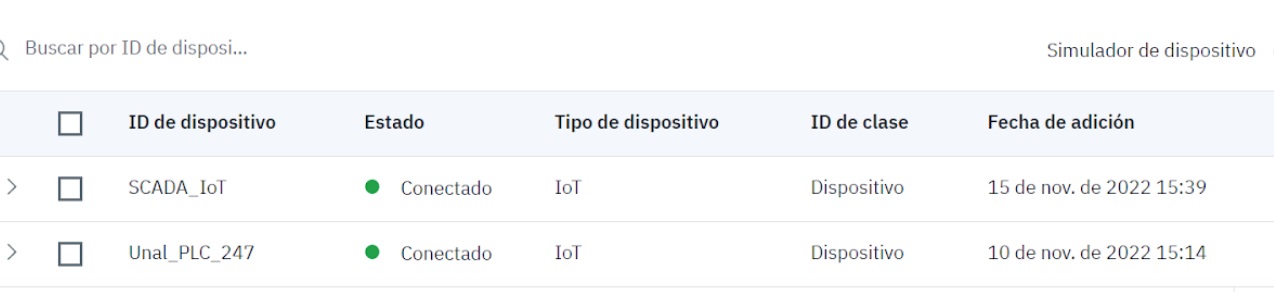 Buscar por ID de disposi...
Simulador de dispositivo
ID de dispositivo Estado Tipo de dispositivo ID de clase Fecha de adición
SCADA_IoT Conectado IoT Dispositivo 15 de nov. de 2022 15:39
Unal_PLC_247 Conectado IoT Dispositivo 10 de nov. de 2022 15:14